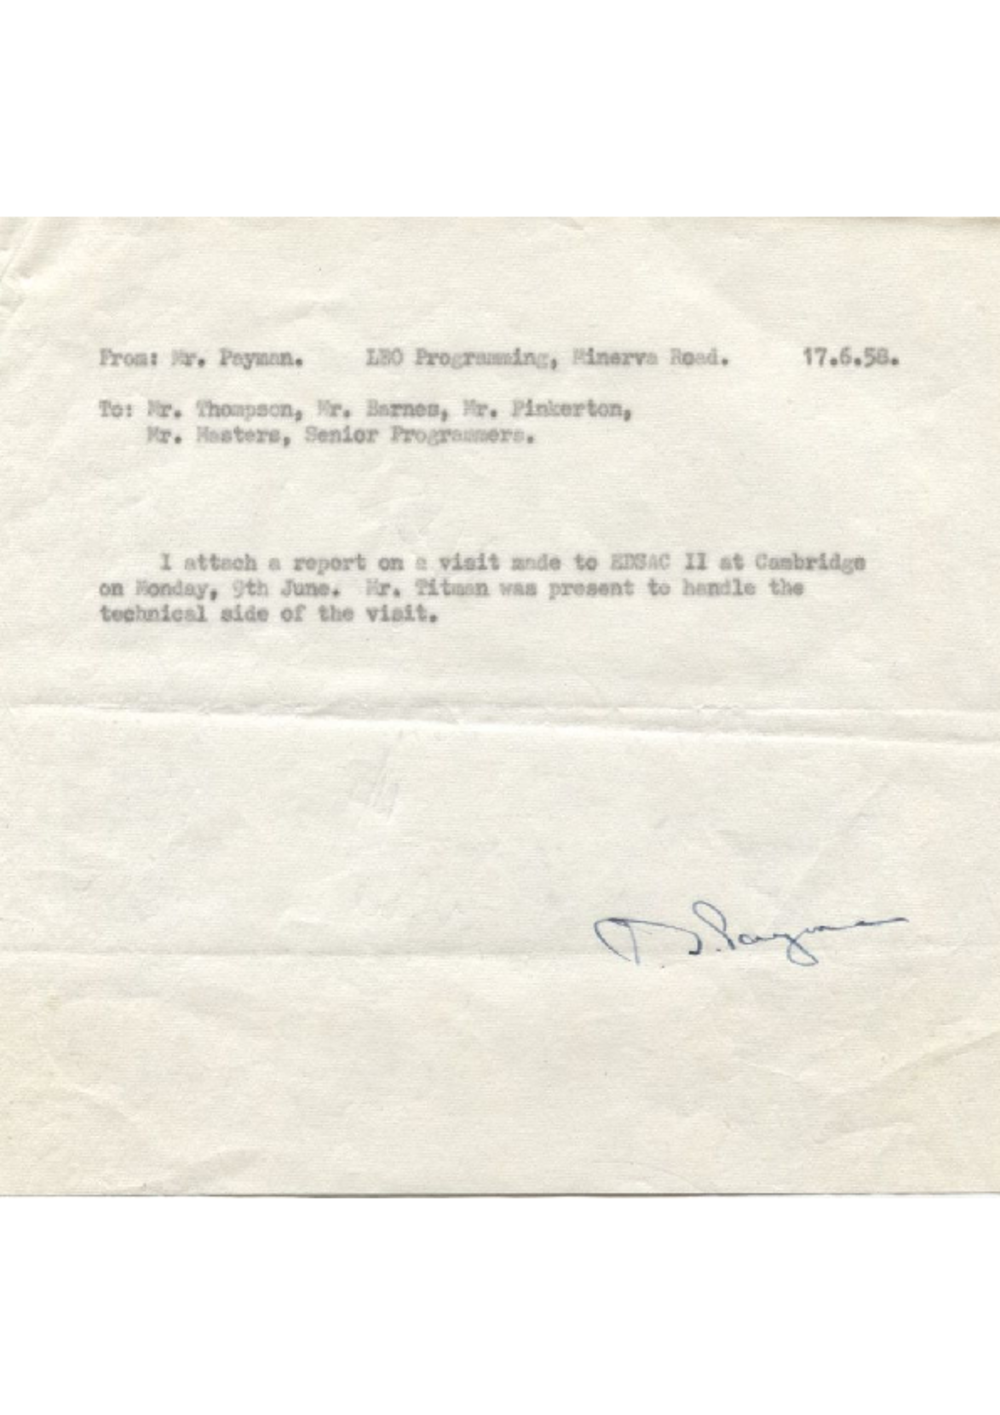 From: Mr. Payman. LEO Programming, Minerva Road. 17.6.58.
To: Mr. Thompson, Mr. Barnes, Mr. Pinkerton,
Mr. Masters, Senior Programmers.
I attach a report on a visit made to EDSAC II at Cambridge
on Monday, 9th June. Mr. Titman was present to handle the
technical side of the visit.
Payman